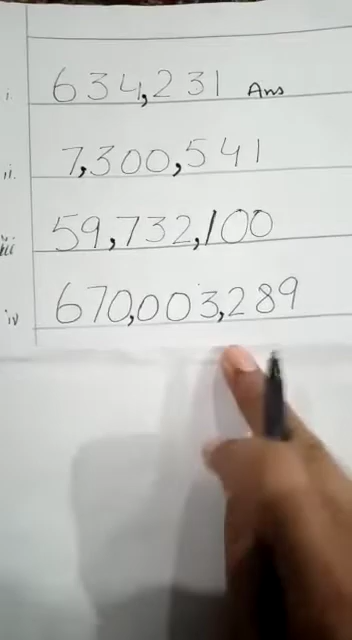 i. 634,231 Ans
ii. 7,300,541
iii 59,732,100
iv 670,003,289